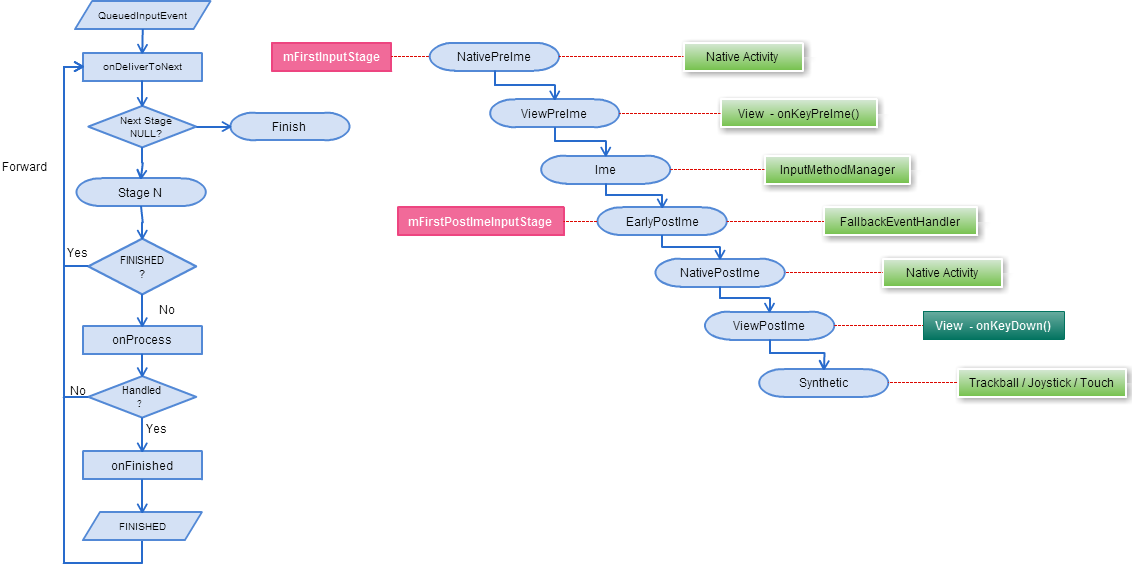 QueuedInputEvent
onDeliverToNext
Next Stage
NULL?
Finish
Forward
Stage N
Yes
FINISHED
?
No
onProcess
No
Handled
?
Yes
onFinished
FINISHED
mFirstInputStage
NativePreIme
Native Activity
ViewPreIme
View - onKeyPreIme()
Ime
InputMethodManager
mFirstPostImeInputStage
EarlyPostIme
FallbackEventHandler
NativePostIme
Native Activity
ViewPostIme
View - onKeyDown()
Synthetic
Trackball / Joystick / Touch